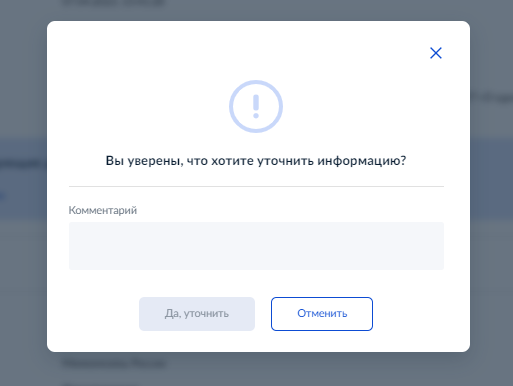 Вы уверены, что хотите уточнить информацию?
Комментарий
Да, уточнить
Отменить